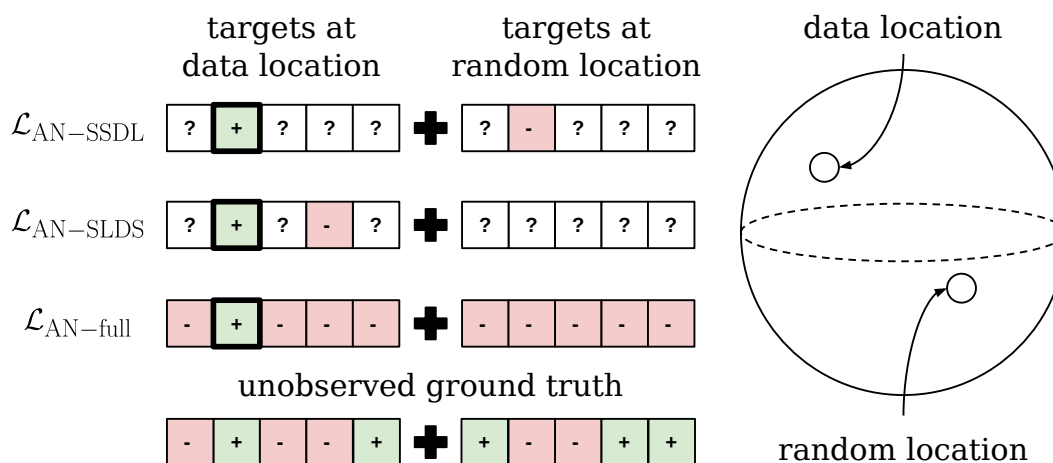 targets at
data location
targets at
random location
data location
ℒAN−SSDL ? + ? ? ? + ? - ? ? ?
ℒAN−SLDS ? + ? - ? + ? ? ? ? ?
ℒAN−full - + - - - + - - - - -
unobserved ground truth
- + - - + + + - - + +
random location